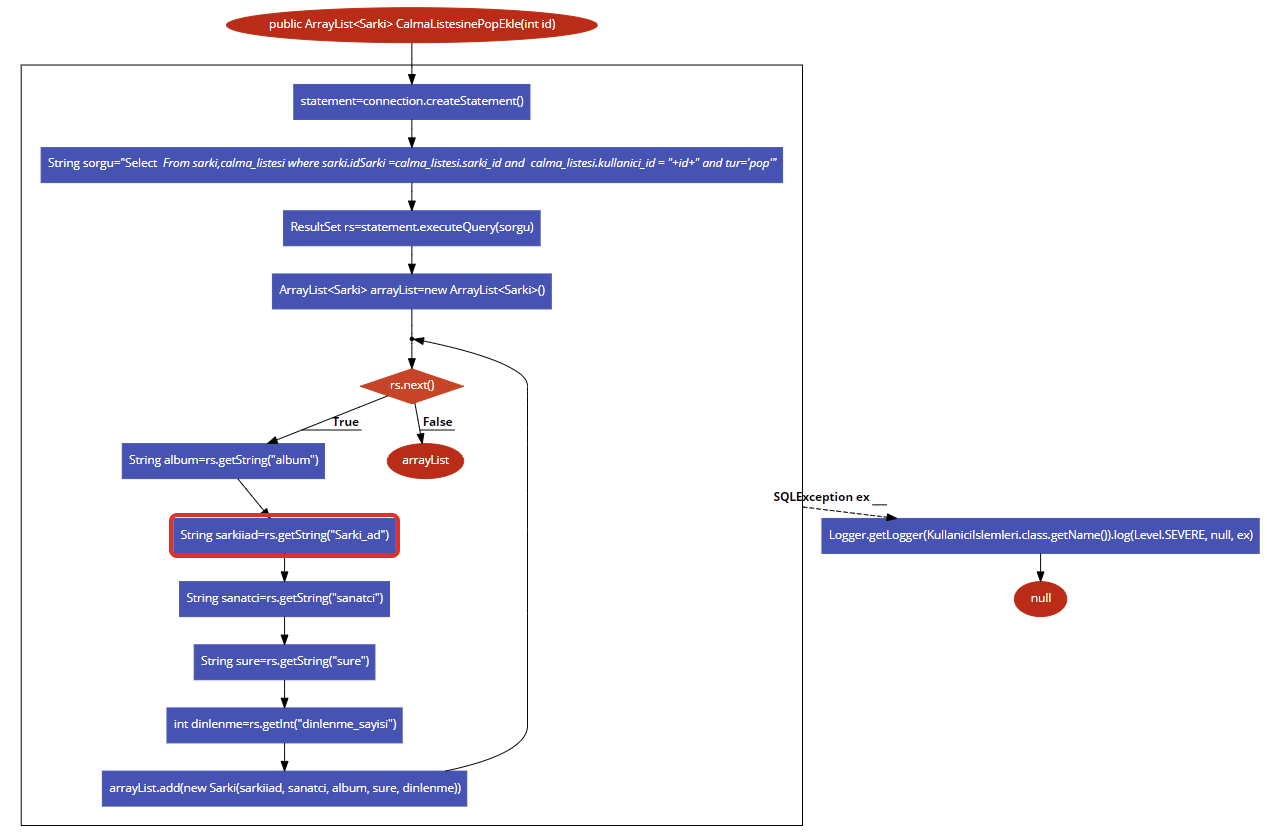 public ArrayList<Sarki> CalmaListesinePopEkle(int id)
statement=connection.createStatement()
String sorgu="Select  From sarki,calma_listesi where sarki.idSarki =calma_listesi.sarki_id and  calma_listesi.kullanici_id = "+id+" and tur='pop'"
ResultSet rs=statement.executeQuery(sorgu)
ArrayList<Sarki> arrayList=new ArrayList<Sarki>()
rs.next()
True
False
String album=rs.getString("album")
arrayList
SQLException ex
String sarkiiad=rs.getString("Sarki_ad")
Logger.getLogger(KullaniciIslemleri.class.getName()).log(Level.SEVERE, null, ex)
String sanatci=rs.getString("sanatci")
null
String sure=rs.getString("sure")
int dinlenme=rs.getInt("dinlenme_sayisi")
arrayList.add(new Sarki(sarkiiad, sanatci, album, sure, dinlenme))